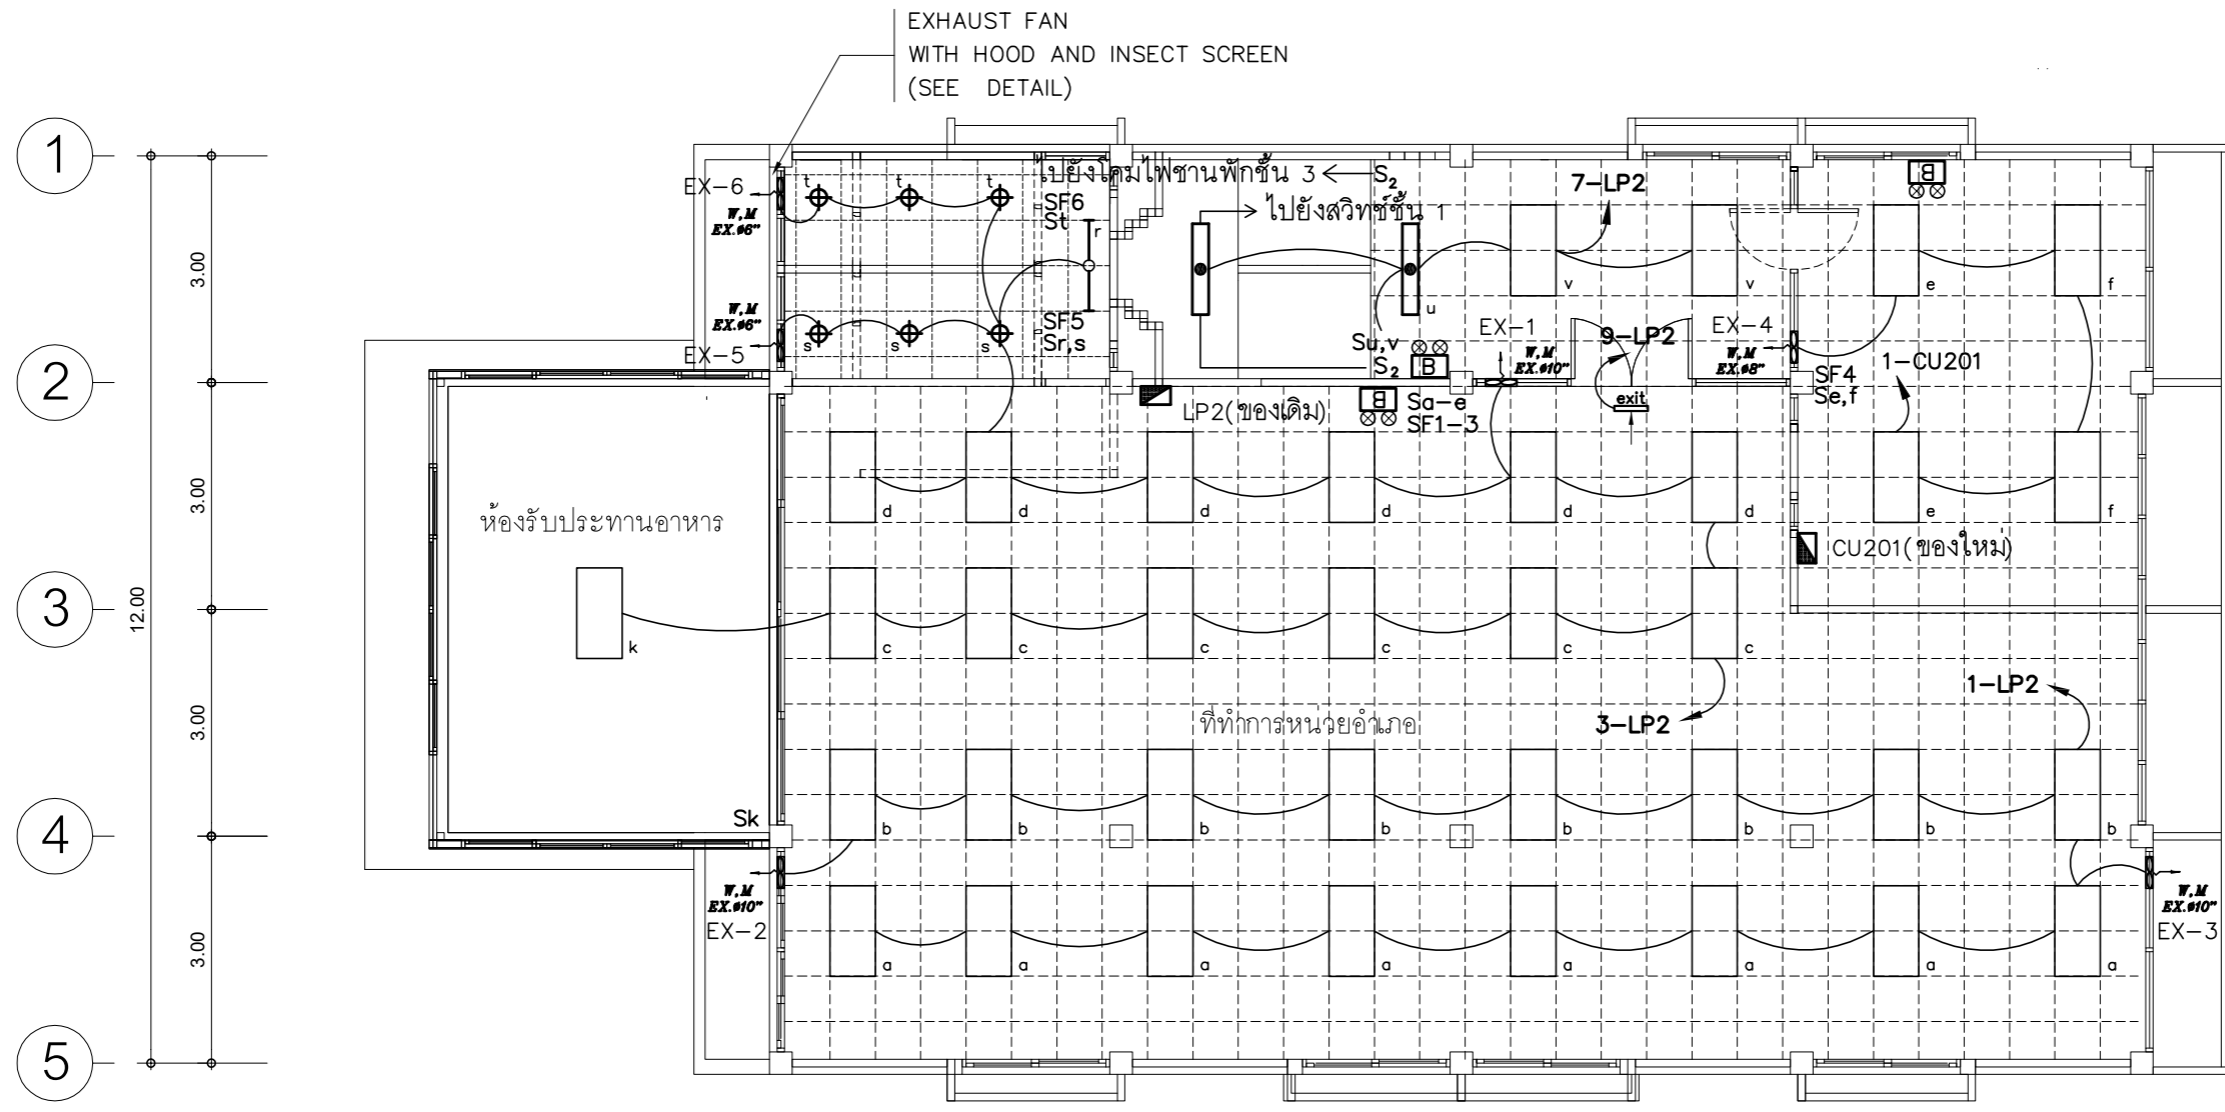 EXHAUST FAN
WITH HOOD AND INSECT SCREEN
(SEE DETAIL)
1
2
3
4
5
3.00
3.00
3.00
3.00
12.00
EX-6
W,M
EX.ø6"
W,M
EX.ø6"
EX-5
t
t
t
s
s
s
ไปยังโคมไฟชานพักชั้น 3
S2
SF6
St
r
ไปยังสวิทช์ชั้น 1
SF5
Sr,s
u
Su,v
S2
B
7-LP2
v
v
B
e
f
EX-1
W,M
EX.ø10"
9-LP2
exit
EX-4
W,M
EX.ø8"
SF4
Se,f
1-CU201
LP2(ของเดิม)
B
Sa-e
SF1-3
d
d
d
d
d
d
e
f
CU201(ของใหม่)
ห้องรับประทานอาหาร
k
c
c
c
c
c
c
3-LP2
1-LP2
ที่ทำการหน่วยอำเภอ
Sk
b
b
b
b
b
b
b
b
W,M
EX.ø10"
EX-2
W,M
EX.ø10"
EX-3
a
a
a
a
a
a
a
a